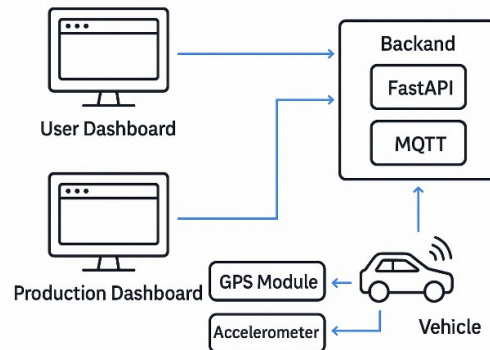 Backand
FastAPI
MQTT
User Dashboard
Production Dashboard
GPS Module
Accelerometer
Vehicle